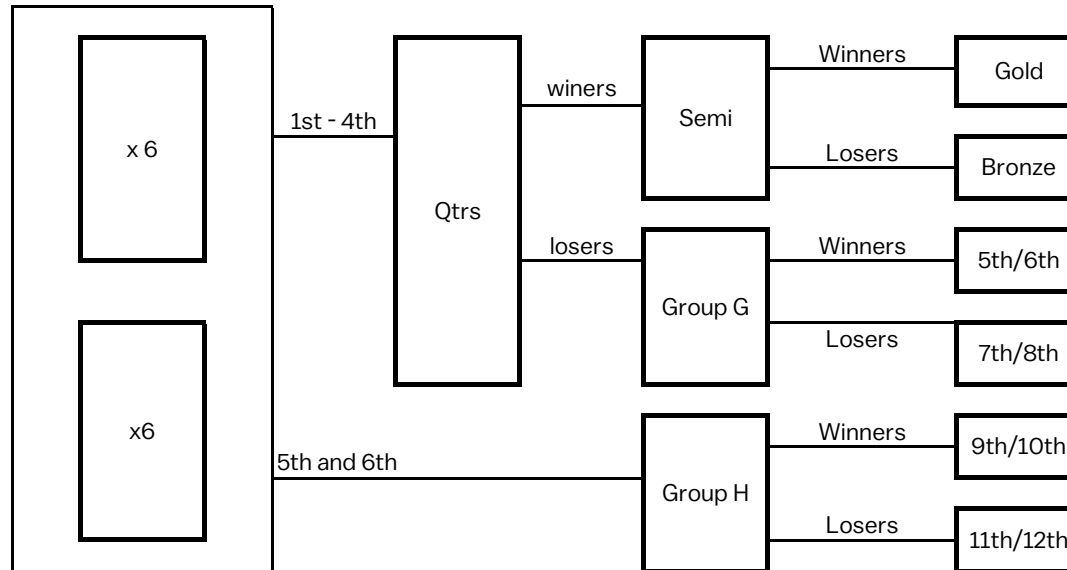 x 6
x6
1st - 4th
5th and 6th
Qtrs
winers
losers
Semi
Group G
Group H
Winners
Losers
Winners
Losers
Winners
Losers
Gold
Bronze
5th/6th
7th/8th
9th/10th
11th/12th